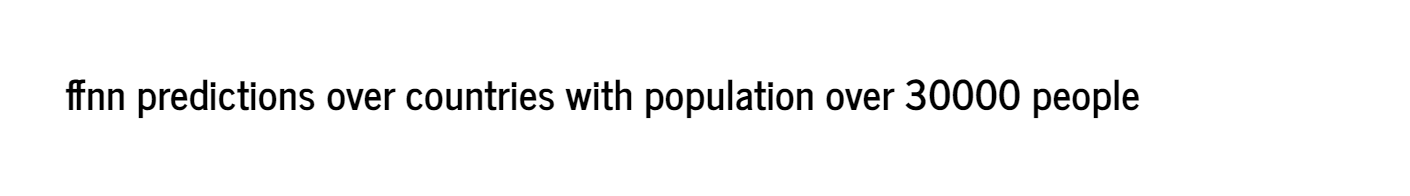 ffnn predictions over countries with population over 30000 people